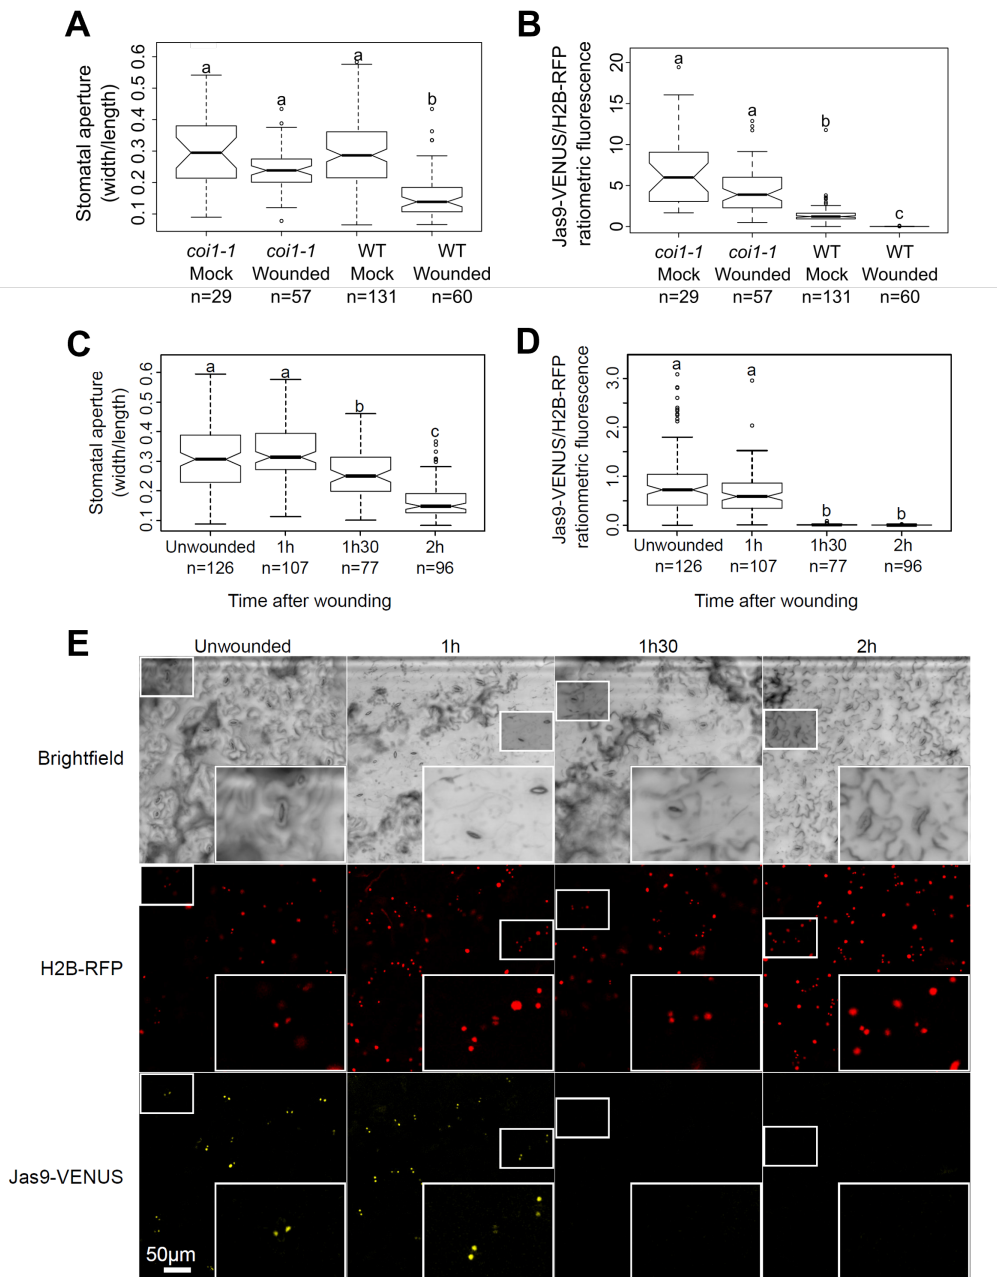 A
Stomatal aperture
(width/length)
0.1 0.2 0.3 0.4 0.5 0.6
a a a b
coi1-1 coi1-1 WT WT
Mock Wounded Mock Wounded
n=29 n=57 n=131 n=60
B
Jas9-VENUS/H2B-RFP
ratiometric fluorescence
20
15
10
5
0
a a b c
coi1-1 coi1-1 WT WT
Mock Wounded Mock Wounded
n=29 n=57 n=131 n=60
C
Stomatal aperture
(width/length)
0.1 0.2 0.3 0.4 0.5 0.6
a a b c
Unwounded 1h 1h30 2h
n=126 n=107 n=77 n=96
Time after wounding
D
Jas9-VENUS/H2B-RFP
rationmetric fluorescence
0.0 1.0 2.0 3.0
a a b b
Unwounded 1h 1h30 2h
n=126 n=107 n=77 n=96
Time after wounding
E
Unwounded 1h 1h30 2h
Brightfield
H2B-RFP
Jas9-VENUS
50µm